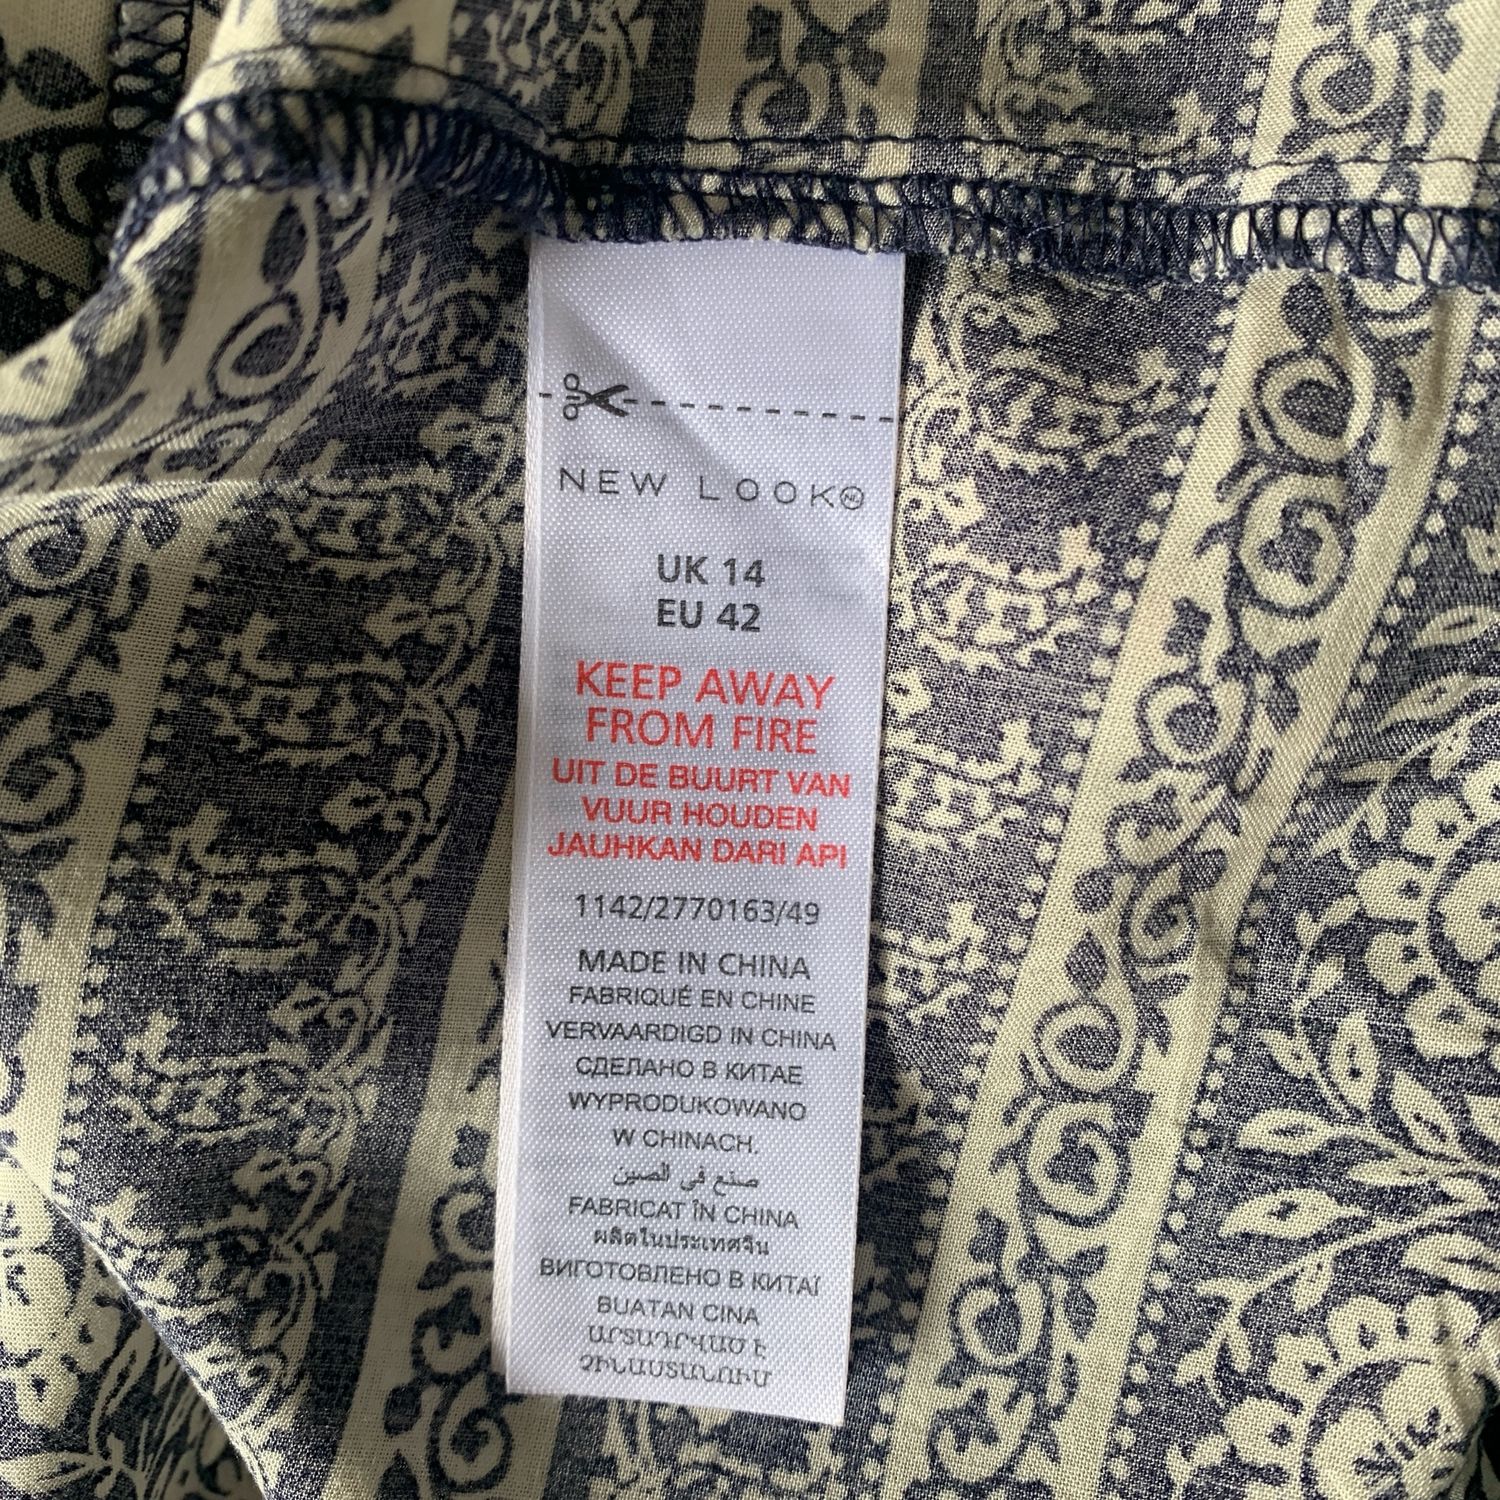 NEW LOOK NL
UK 14
EU 42
KEEP AWAY
FROM FIRE
UIT DE BUURT VAN
VUUR HOUDEN
JAUHKAN DARI API
1142/2770163/49
MADE IN CHINA
FABRIQUÉ EN CHINE
VERVAARDIGD IN CHINA
СДЕЛАНО В КИТАЕ
WYPRODUKOWANO
W CHINACH.
صنع في الصين
FABRICAT ÎN CHINA
ผลิตในประเทศจีน
ВИГОТОВЛЕНО В КИТАЇ
BUATAN CINA
ԱՐՏԱԴՐՎԱԾ Է
ՉԻՆԱՍՏԱՆՈՒՄ